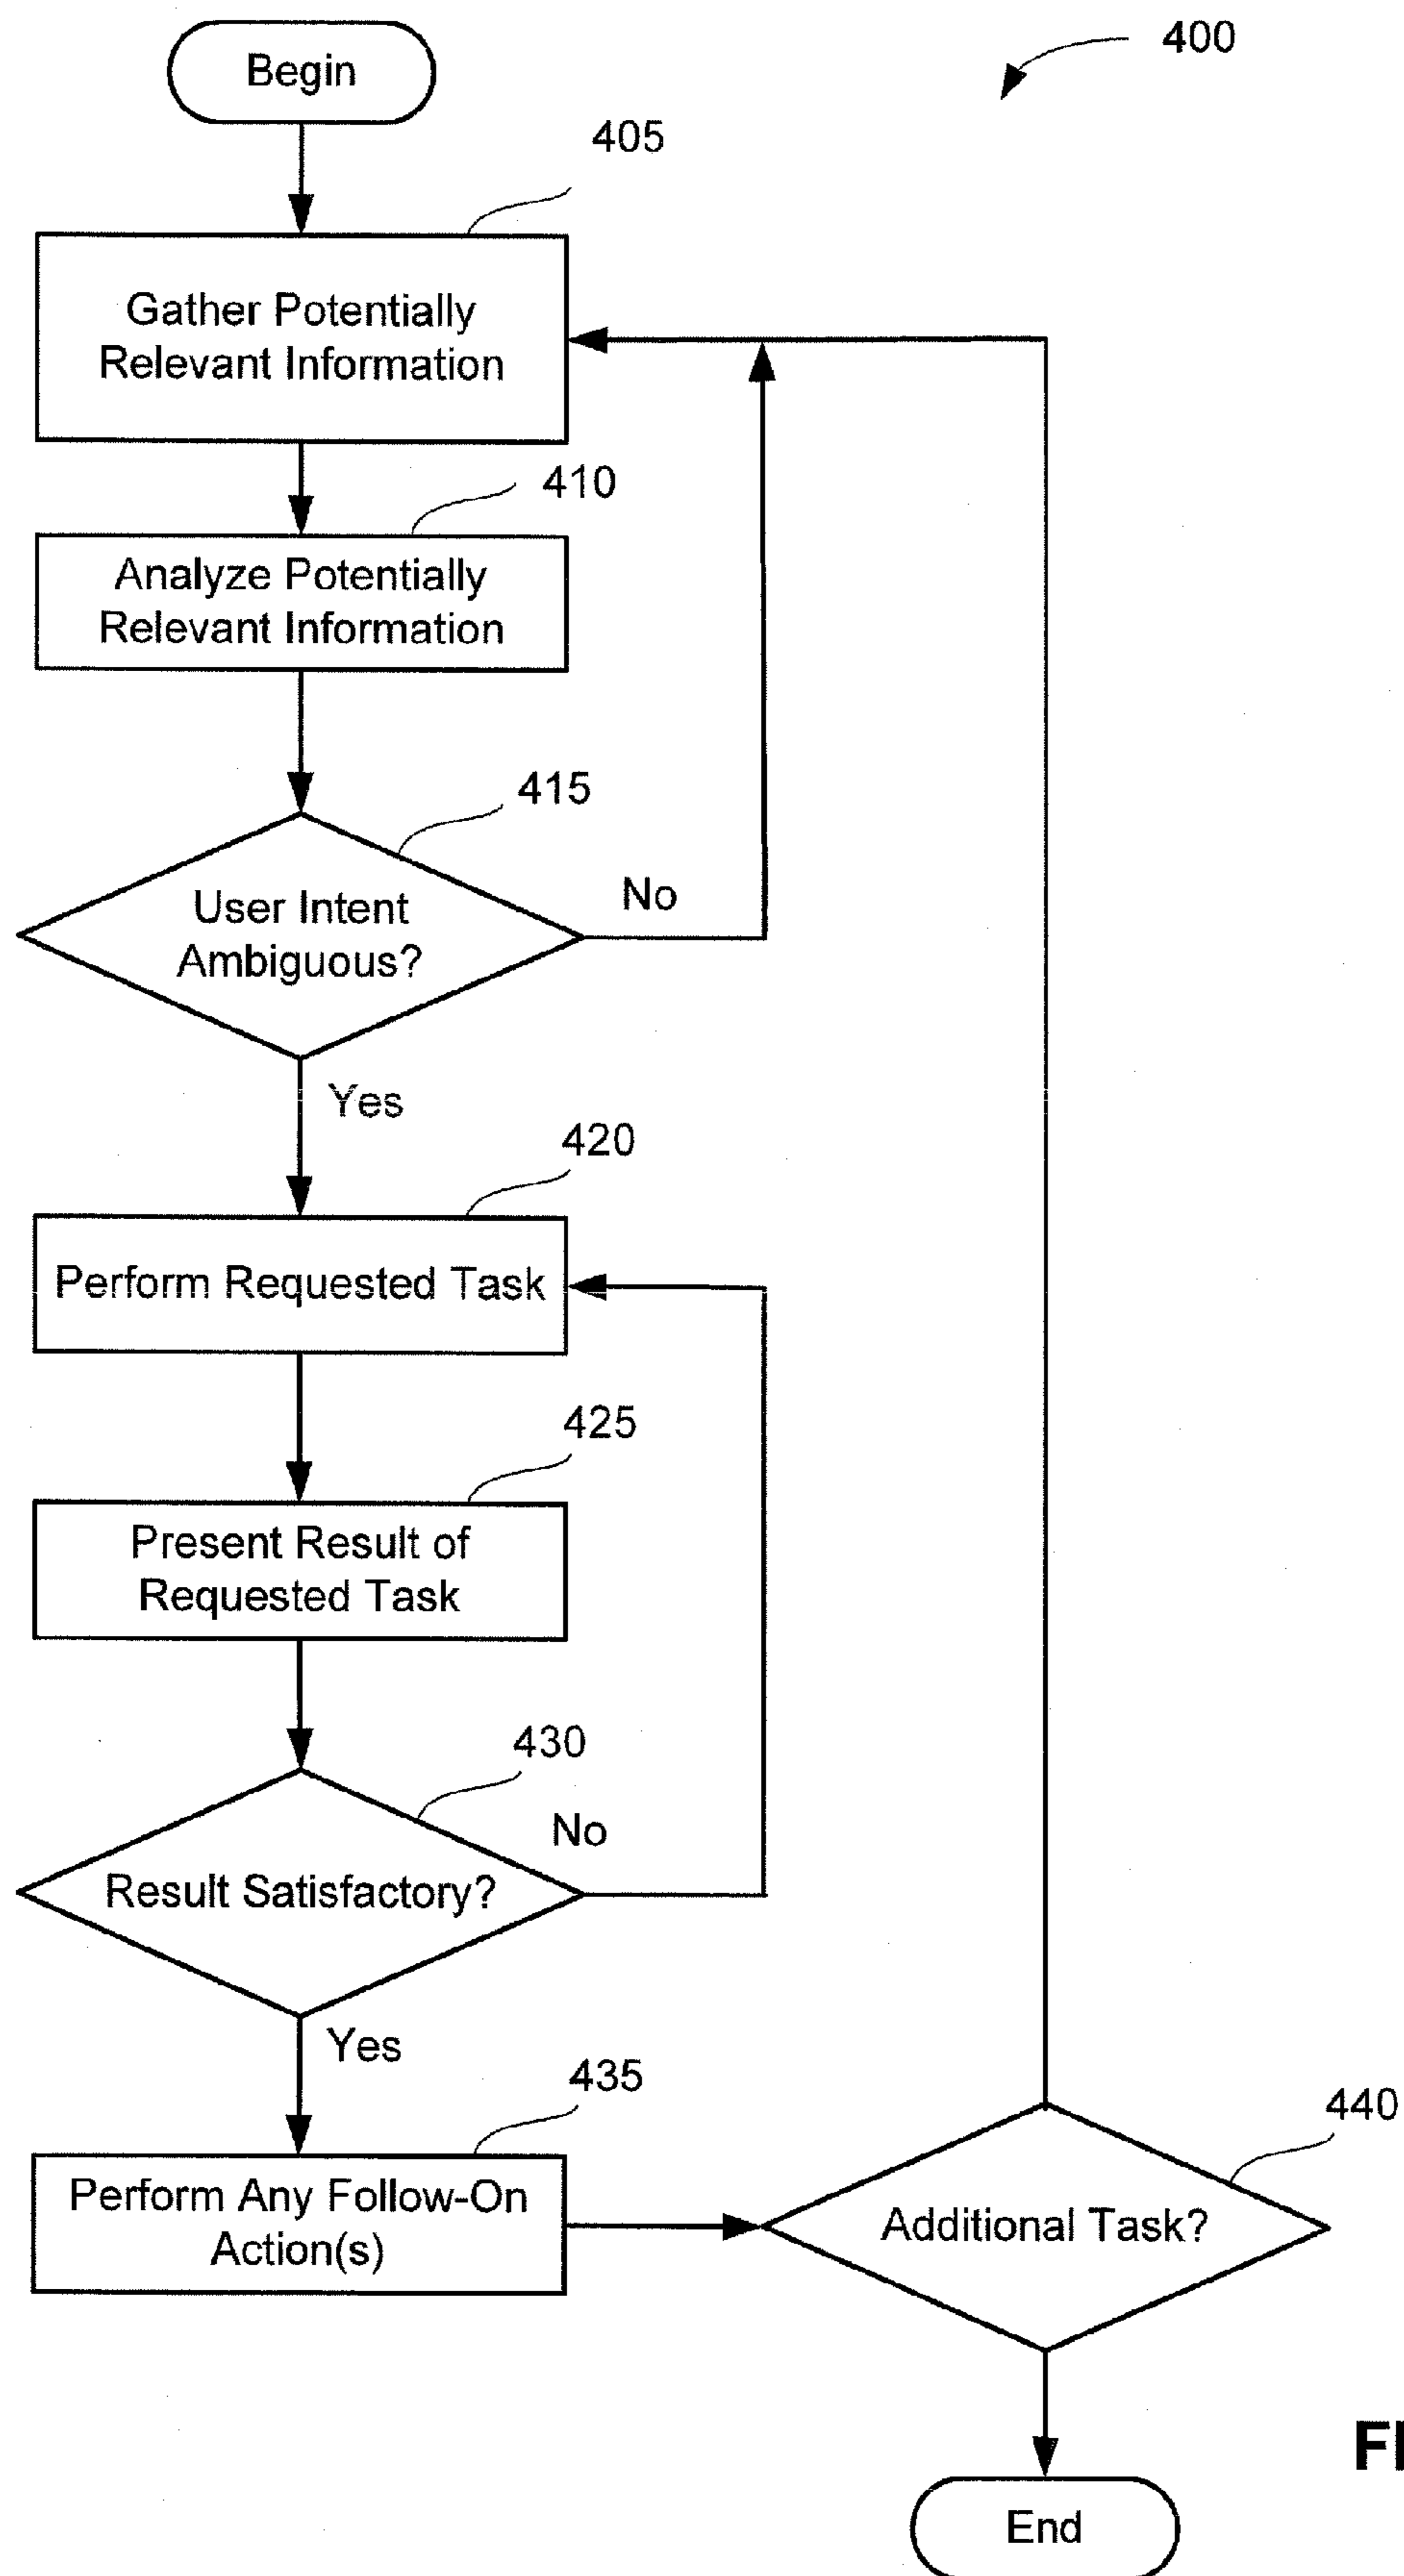 Begin
400
405
Gather Potentially
Relevant Information
410
Analyze Potentially
Relevant Information
415
User Intent
Ambiguous?
No
Yes
420
Perform Requested Task
425
Present Result of
Requested Task
430
Result Satisfactory?
No
Yes
435
Perform Any Follow-On
Action(s)
440
Additional Task?
End